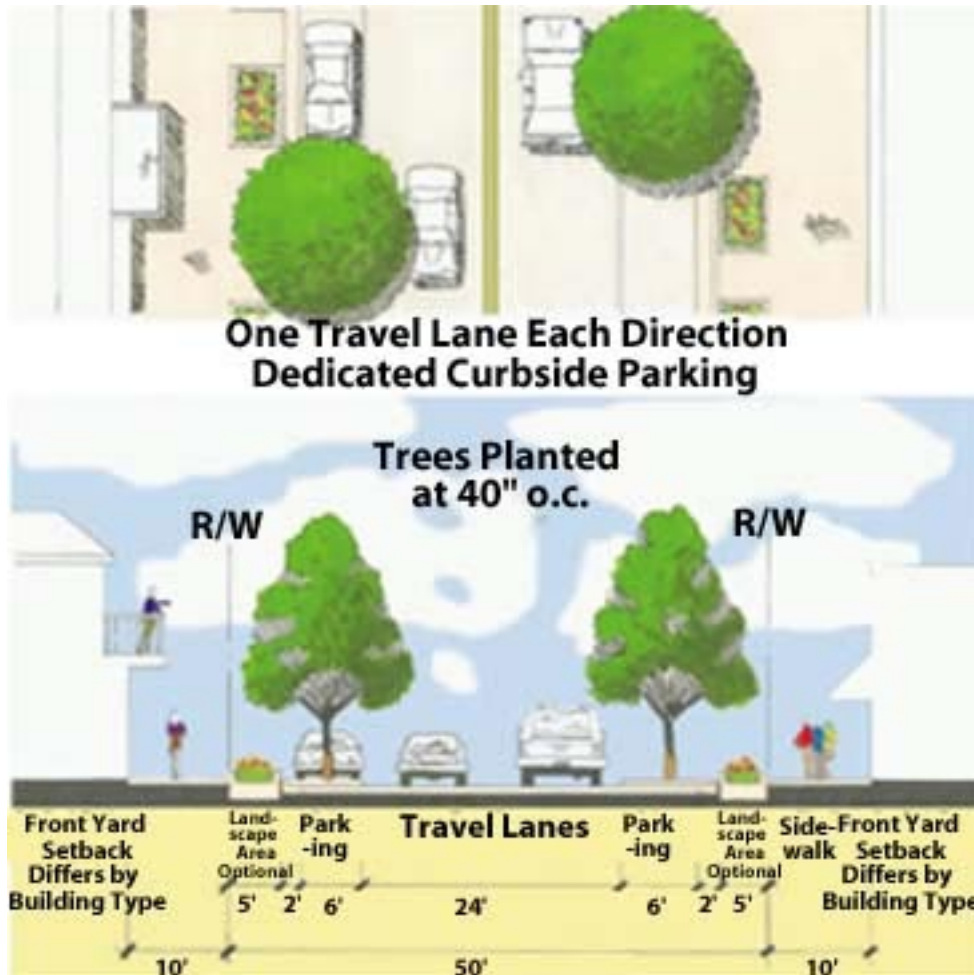 One Travel Lane Each Direction
Dedicated Curbside Parking
Trees Planted
at 40" o.c.
R/W
R/W
Front Yard
Setback
Differs by
Building Type
Land-
scape
Area
Optional
Park
-ing
Travel Lanes
Park
-ing
Land-
scape
Area
Optional
Side-
walk
Front Yard
Setback
Differs by
Building Type
5' 2' 6' 24' 6' 2' 5'
10' 50' 10'